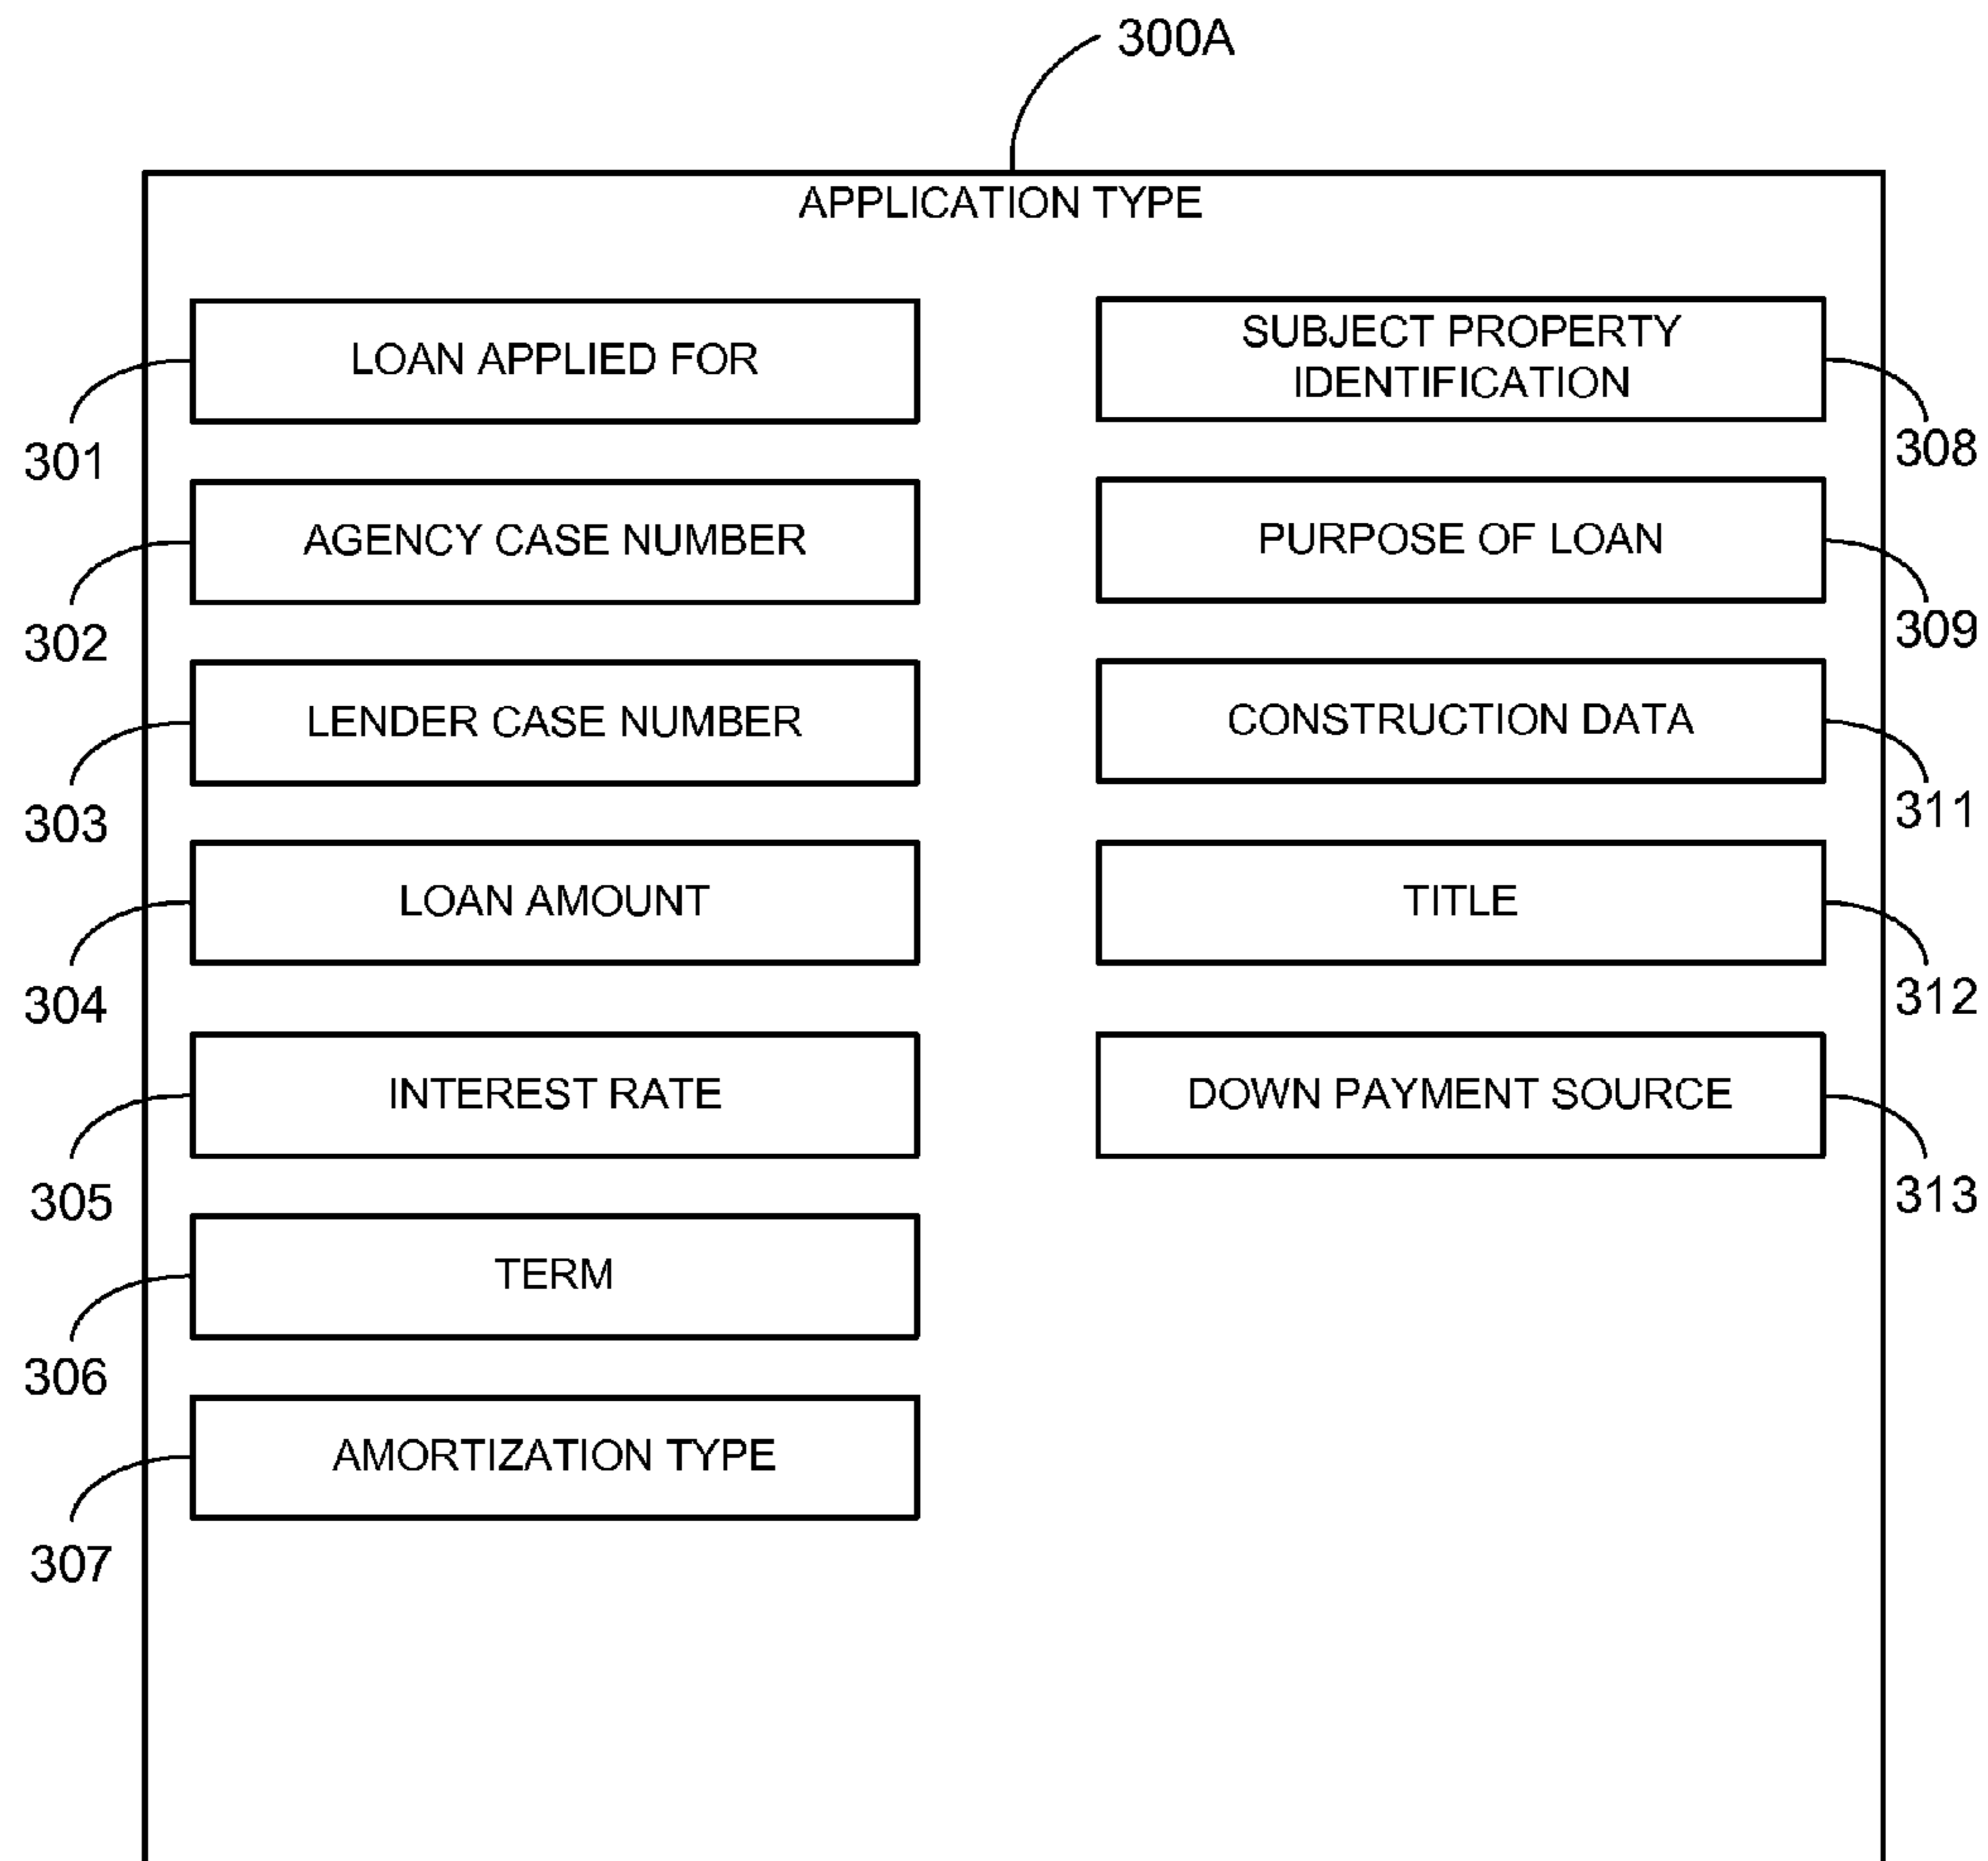 300A
APPLICATION TYPE
LOAN APPLIED FOR
301
AGENCY CASE NUMBER
302
LENDER CASE NUMBER
303
LOAN AMOUNT
304
INTEREST RATE
305
TERM
306
AMORTIZATION TYPE
307
SUBJECT PROPERTY
IDENTIFICATION
308
PURPOSE OF LOAN
309
CONSTRUCTION DATA
311
TITLE
312
DOWN PAYMENT SOURCE
313